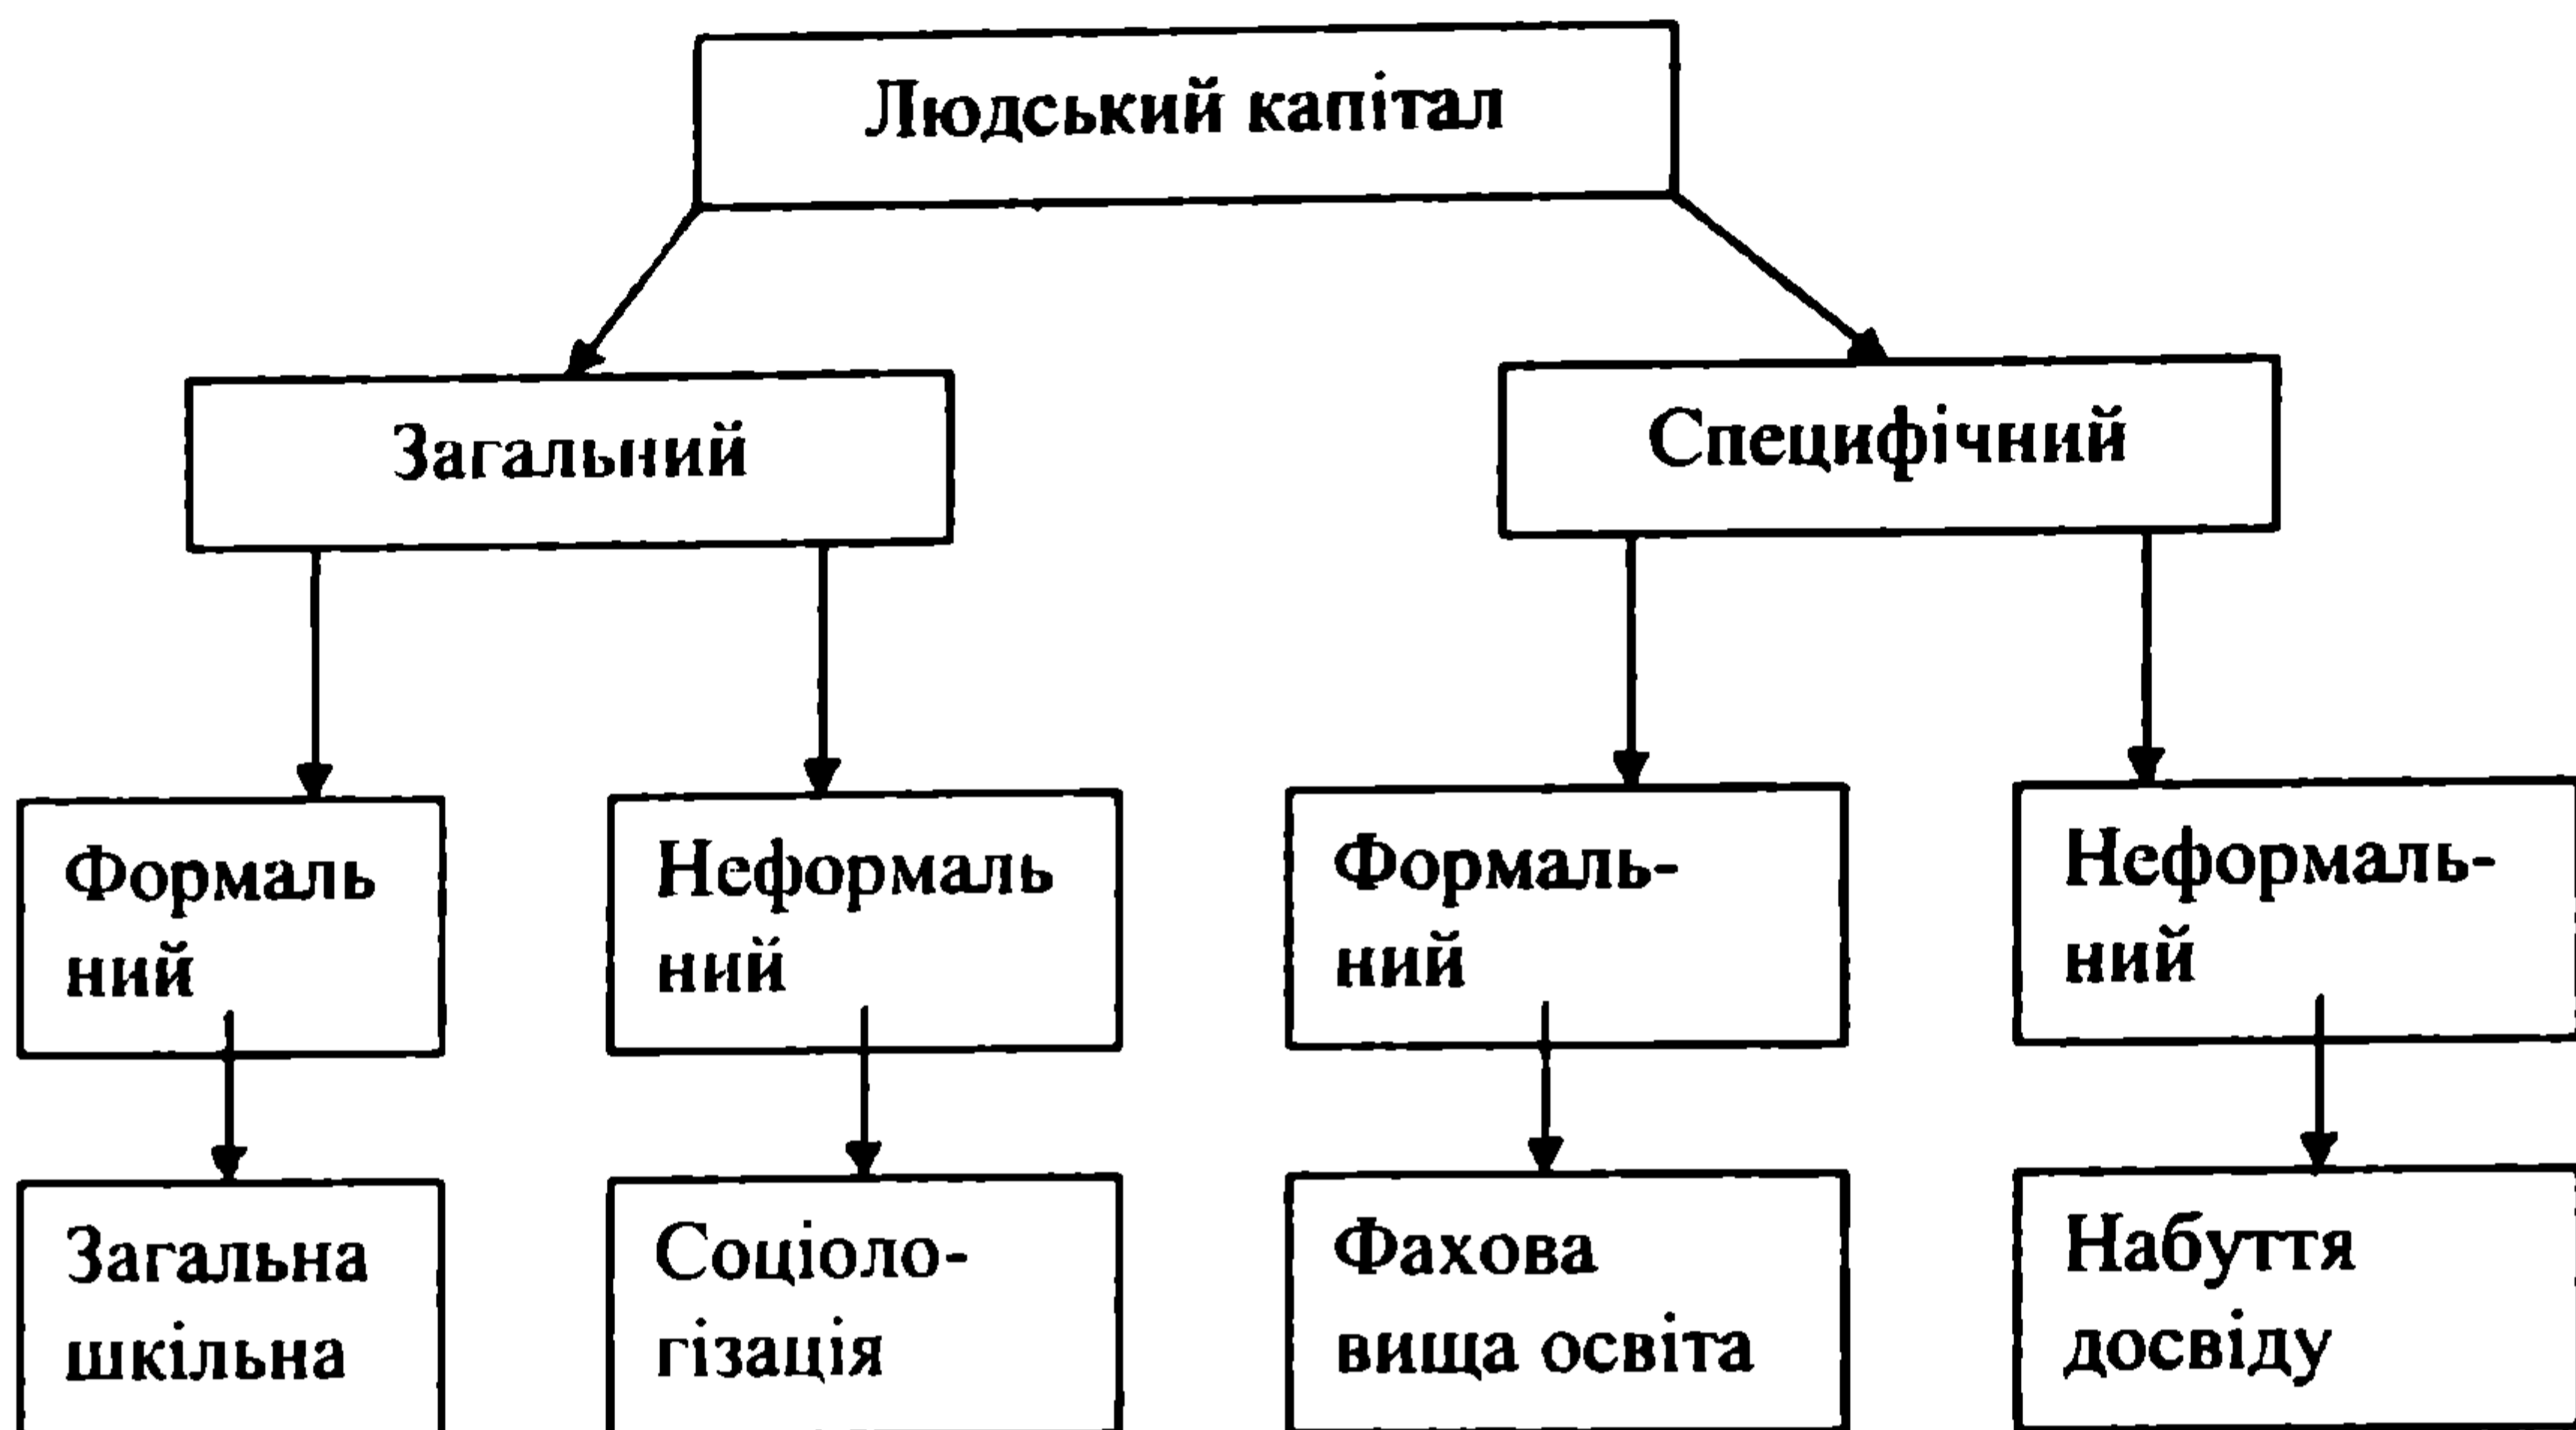 Людський капітал
Загальний
Специфічний
Формаль
ний
Неформаль
ний
Формаль-
ний
Неформаль-
ний
Загальна
шкільна
Соціоло-
гізація
Фахова
вища освіта
Набуття
досвіду